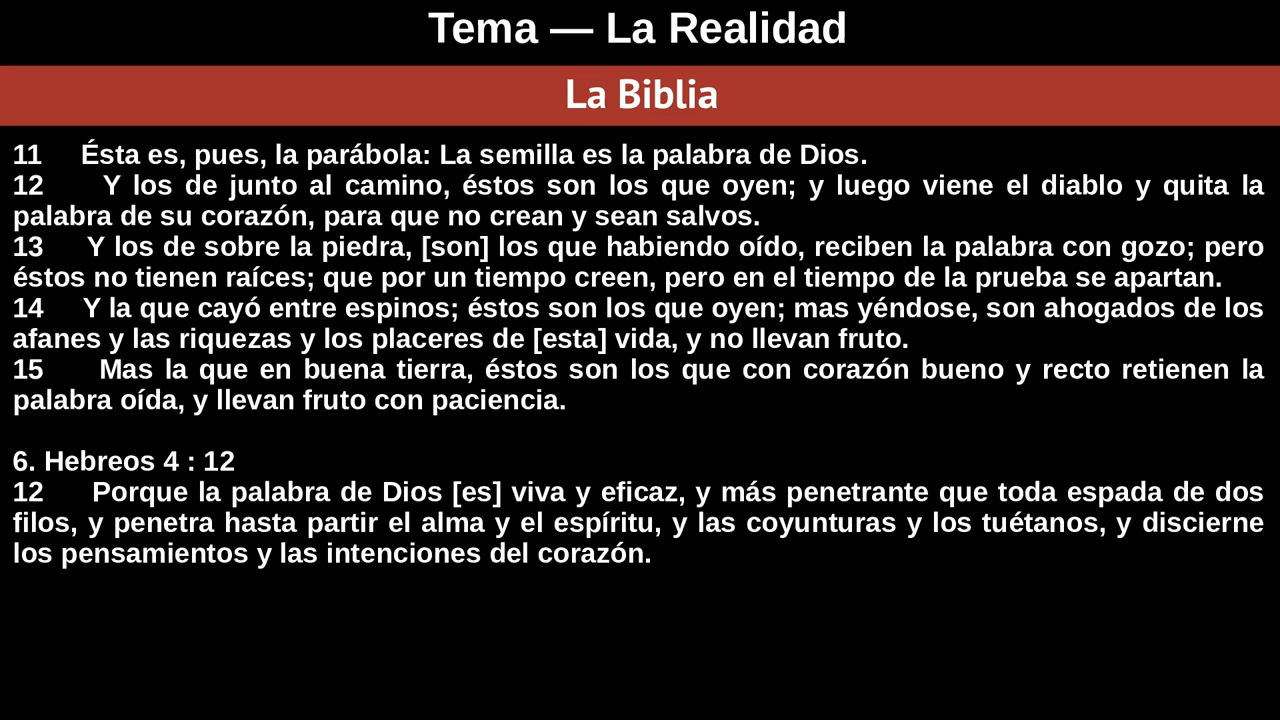 Tema — La Realidad
La Biblia
11 Ésta es, pues, la parábola: La semilla es la palabra de Dios.
12 Y los de junto al camino, éstos son los que oyen; y luego viene el diablo y quita la
palabra de su corazón, para que no crean y sean salvos.
13 Y los de sobre la piedra, [son] los que habiendo oído, reciben la palabra con gozo; pero
éstos no tienen raíces; que por un tiempo creen, pero en el tiempo de la prueba se apartan.
14 Y la que cayó entre espinos; éstos son los que oyen; mas yéndose, son ahogados de los
afanes y las riquezas y los placeres de [esta] vida, y no llevan fruto.
15 Mas la que en buena tierra, éstos son los que con corazón bueno y recto retienen la
palabra oída, y llevan fruto con paciencia.
6. Hebreos 4 : 12
12 Porque la palabra de Dios [es] viva y eficaz, y más penetrante que toda espada de dos
filos, y penetra hasta partir el alma y el espíritu, y las coyunturas y los tuétanos, y discierne
los pensamientos y las intenciones del corazón.